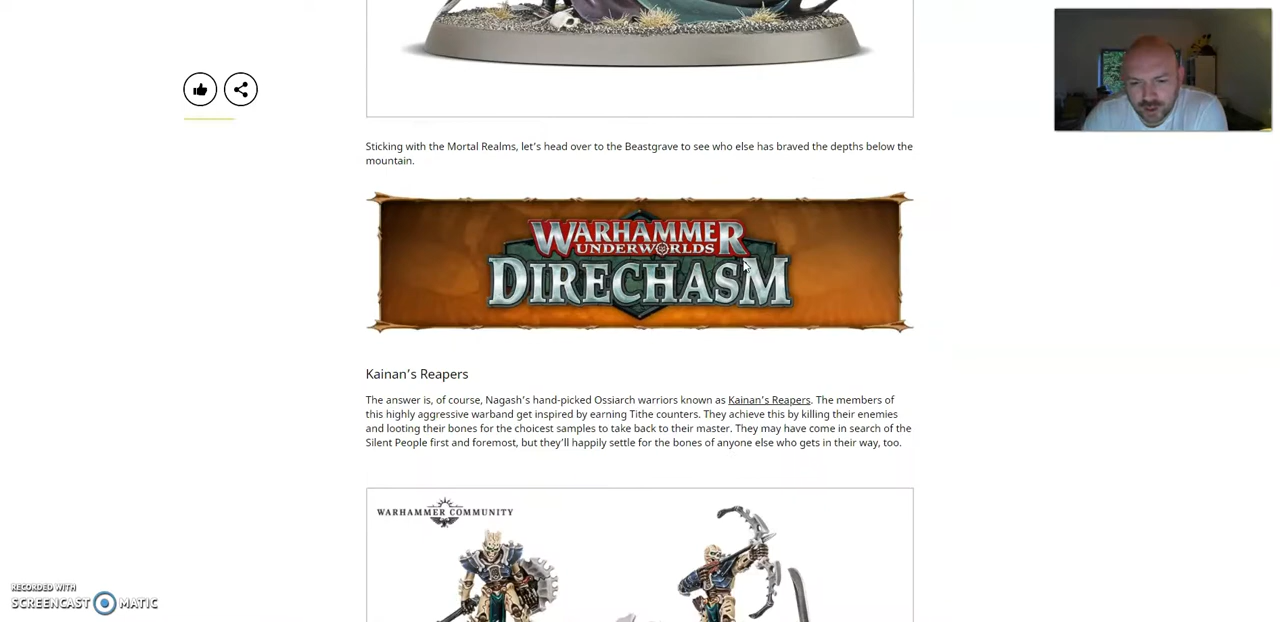 Sticking with the Mortal Realms, let's head over to the Beastgrave to see who else has braved the depths below the
mountain.
WARHAMMER
UNDERWORLDS
DIRECHASM
Kainan's Reapers
The answer is, of course, Nagash's hand-picked Ossiarch warriors known as Kainan's Reapers. The members of
this highly aggressive warband get inspired by earning Tithe counters. They achieve this by killing their enemies
and looting their bones for the choicest samples to take back to their master. They may have come in search of the
Silent People first and foremost, but they'll happily settle for the bones of anyone else who gets in their way, too.
WARHAMMER COMMUNITY
RECORDED WITH
SCREENCAST MATIC